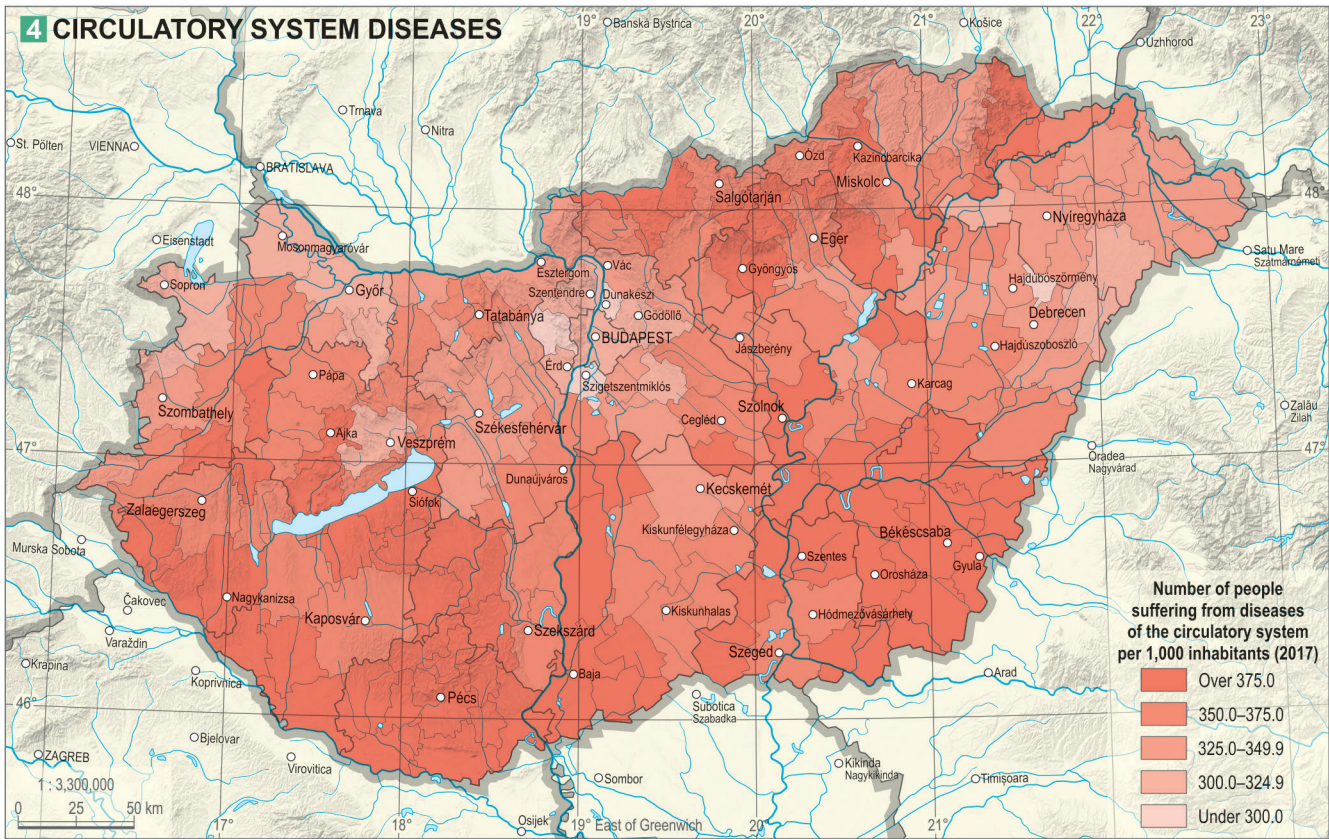 4 CIRCULATORY SYSTEM DISEASES
19°
20°
21°
22°
23°
Banská Bystrica
Košice
Uzhhorod
Trnava
Nitra
St. Pölten
VIENNA
BRATISLAVA
48°
48°
Ózd
Kazincbarcika
Miskolc
Salgótarján
Nyíregyháza
Eisenstadt
Mosonmagyaróvár
Eger
Satu Mare
Szatmárnémeti
Sopron
Győr
Esztergom
Vác
Gyöngyös
Hajdúböszörmény
Szentendre
Dunakeszi
Tatabánya
Gödöllő
Debrecen
BUDAPEST
Jászberény
Hajdúszoboszló
Érd
Pápa
Szigetszentmiklós
Karcag
Szombathely
Zalău
Zilah
Székesfehérvár
Cegléd
Szolnok
Ajka
Veszprém
47°
47°
Oradea
Nagyvárad
Dunaújváros
Siófok
Kecskemét
Zalaegerszeg
Kiskunfélegyháza
Békéscsaba
Murska Sobota
Szentes
Gyula
Orosháza
Nagykanizsa
Čakovec
Kaposvár
Kiskunhalas
Hódmezővásárhely
Varaždin
Szekszárd
Szeged
Krapina
Koprivnica
Baja
Arad
46°
46°
Pécs
Subotica
Szabadka
Bjelovar
ZAGREB
Virovitica
Sombor
Kikinda
Nagykikinda
Timișoara
Osijek
East of Greenwich
17°
18°
19°
20°
21°
1 : 3,300,000
0 25 50 km
Number of people
suffering from diseases
of the circulatory system
per 1,000 inhabitants (2017)
Over 375.0
350.0–375.0
325.0–349.9
300.0–324.9
Under 300.0